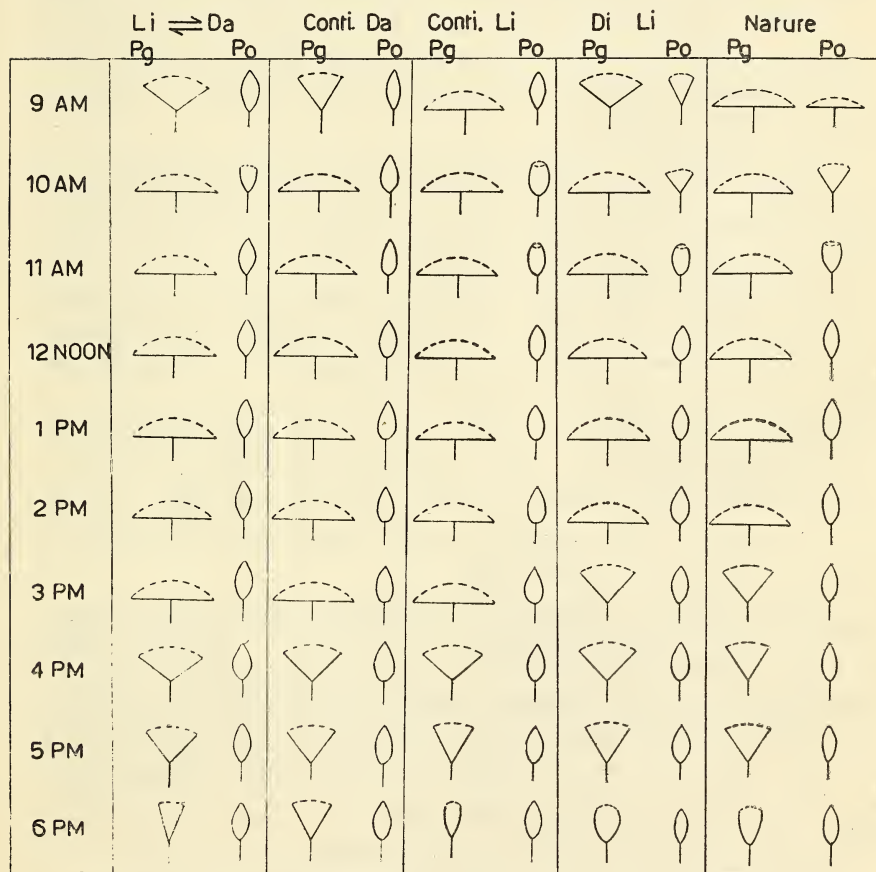 Li ⇌ Da Conti. Da Conti. Li Di Li Nature
Pg Po Pg Po Pg Po Pg Po Pg Po
9 AM
10 AM
11 AM
12 NOON
1 PM
2 PM
3 PM
4 PM
5 PM
6 PM